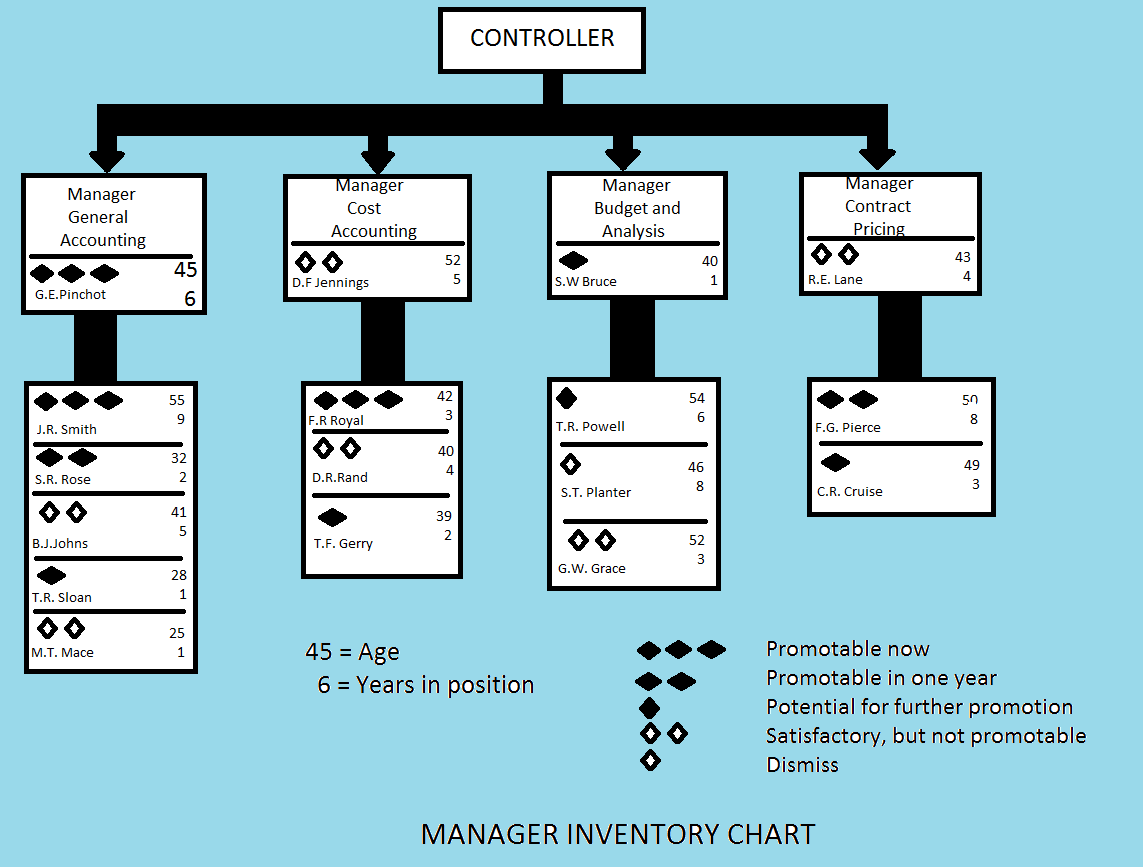 CONTROLLER
Manager
General
Accounting
45
G.E.Pinchot
6
Manager
Cost
Accounting
52
D.F Jennings
5
Manager
Budget and
Analysis
40
S.W Bruce
1
Manager
Contract
Pricing
43
R.E. Lane
4
55
9
J.R. Smith
32
S.R. Rose
2
41
5
B.J.Johns
28
T.R. Sloan
1
25
M.T. Mace
1
42
3
F.R Royal
40
D.R.Rand
4
39
2
T.F. Gerry
54
6
T.R. Powell
46
8
S.T. Planter
52
3
G.W. Grace
50
8
F.G. Pierce
49
3
C.R. Cruise
45 = Age
6 = Years in position
Promotable now
Promotable in one year
Potential for further promotion
Satisfactory, but not promotable
Dismiss
MANAGER INVENTORY CHART